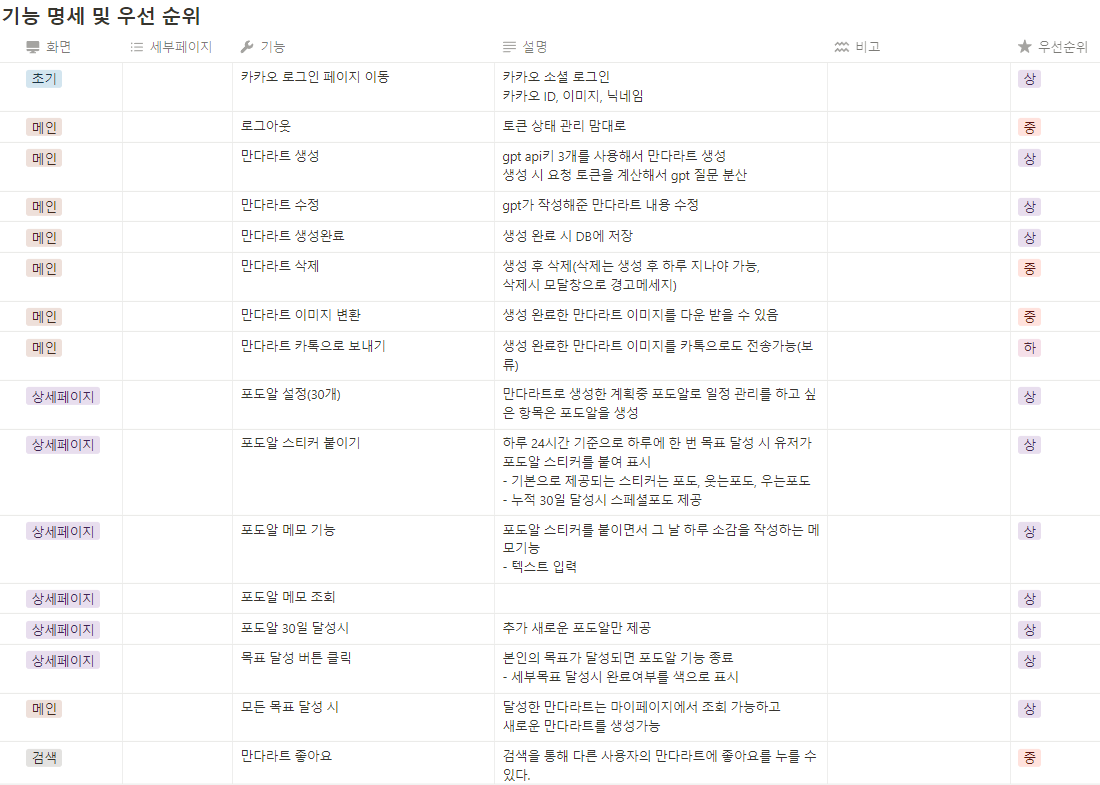 기능 명세 및 우선 순위
화면 세부페이지 기능 설명 비고 우선순위
초기 카카오 로그인 페이지 이동 카카오 소셜 로그인 상
카카오 ID, 이미지, 닉네임
메인 로그아웃 토큰 상태 관리 맘대로 중
메인 만다라트 생성 gpt api키 3개를 사용해서 만다라트 생성 상
생성 시 요청 토큰을 계산해서 gpt 질문 분산
메인 만다라트 수정 gpt가 작성해준 만다라트 내용 수정 상
메인 만다라트 생성완료 생성 완료 시 DB에 저장 상
메인 만다라트 삭제 생성 후 삭제(삭제는 생성 후 하루 지나야 가능, 중
삭제시 모달창으로 경고메세지)
메인 만다라트 이미지 변환 생성 완료한 만다라트 이미지를 다운 받을 수 있음 중
메인 만다라트 카톡으로 보내기 생성 완료한 만다라트 이미지를 카톡으로도 전송가능(보 하
류)
상세페이지 포도알 설정(30개) 만다라트로 생성한 계획중 포도알로 일정 관리를 하고 싶 상
은 항목은 포도알을 생성
상세페이지 포도알 스티커 붙이기 하루 24시간 기준으로 하루에 한 번 목표 달성 시 유저가 상
포도알 스티커를 붙여 표시
- 기본으로 제공되는 스티커는 포도, 웃는포도, 우는포도
- 누적 30일 달성시 스페셜포도 제공
상세페이지 포도알 메모 기능 포도알 스티커를 붙이면서 그 날 하루 소감을 작성하는 메 상
모기능
- 텍스트 입력
상세페이지 포도알 메모 조회 상
상세페이지 포도알 30일 달성시 추가 새로운 포도알만 제공 상
상세페이지 목표 달성 버튼 클릭 본인의 목표가 달성되면 포도알 기능 종료 상
- 세부목표 달성시 완료여부를 색으로 표시
메인 모든 목표 달성 시 달성한 만다라트는 마이페이지에서 조회 가능하고 상
새로운 만다라트를 생성가능
검색 만다라트 좋아요 검색을 통해 다른 사용자의 만다라트에 좋아요를 누를 수 중
있다.